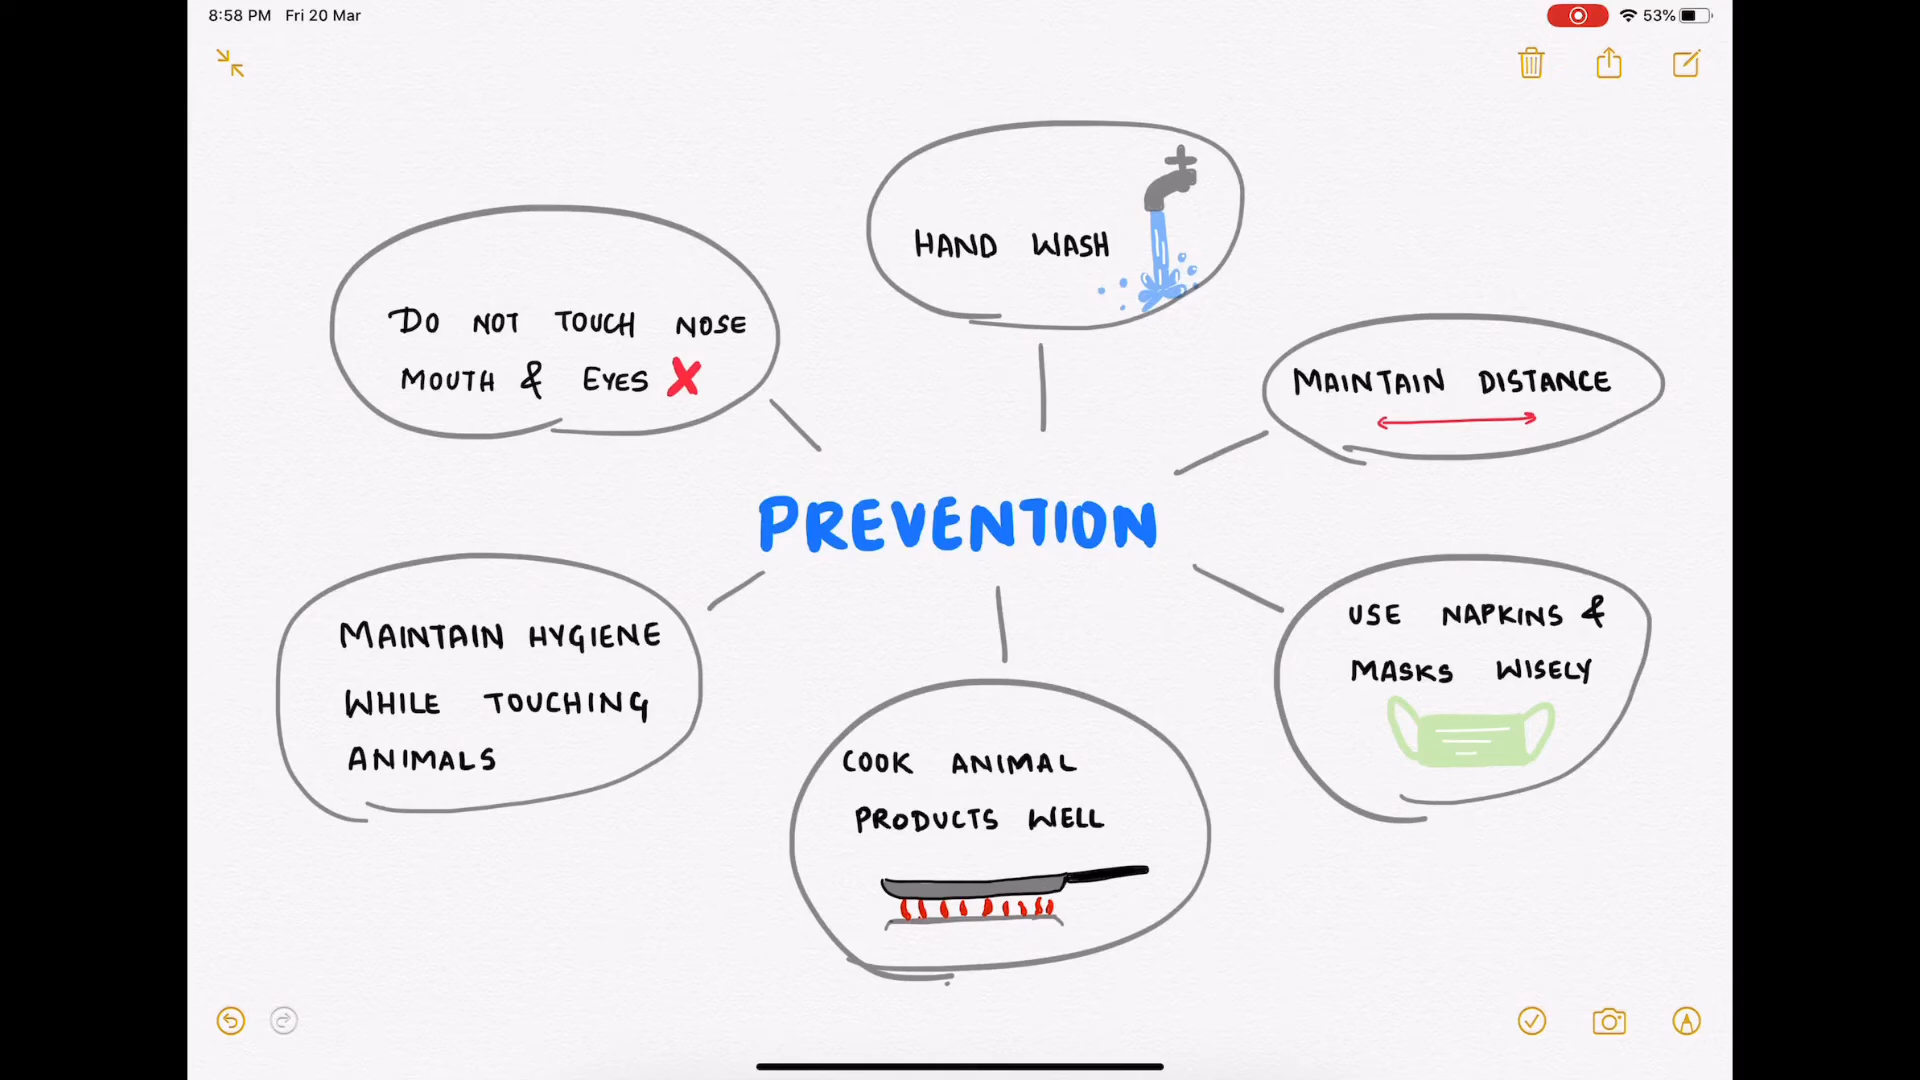 8:58 PM Fri 20 Mar
53%
HAND WASH
DO NOT TOUCH NOSE
MOUTH & EYES
MAINTAIN DISTANCE
PREVENTION
MAINTAIN HYGIENE
WHILE TOUCHING
ANIMALS
USE NAPKINS &
MASKS WISELY
COOK ANIMAL
PRODUCTS WELL